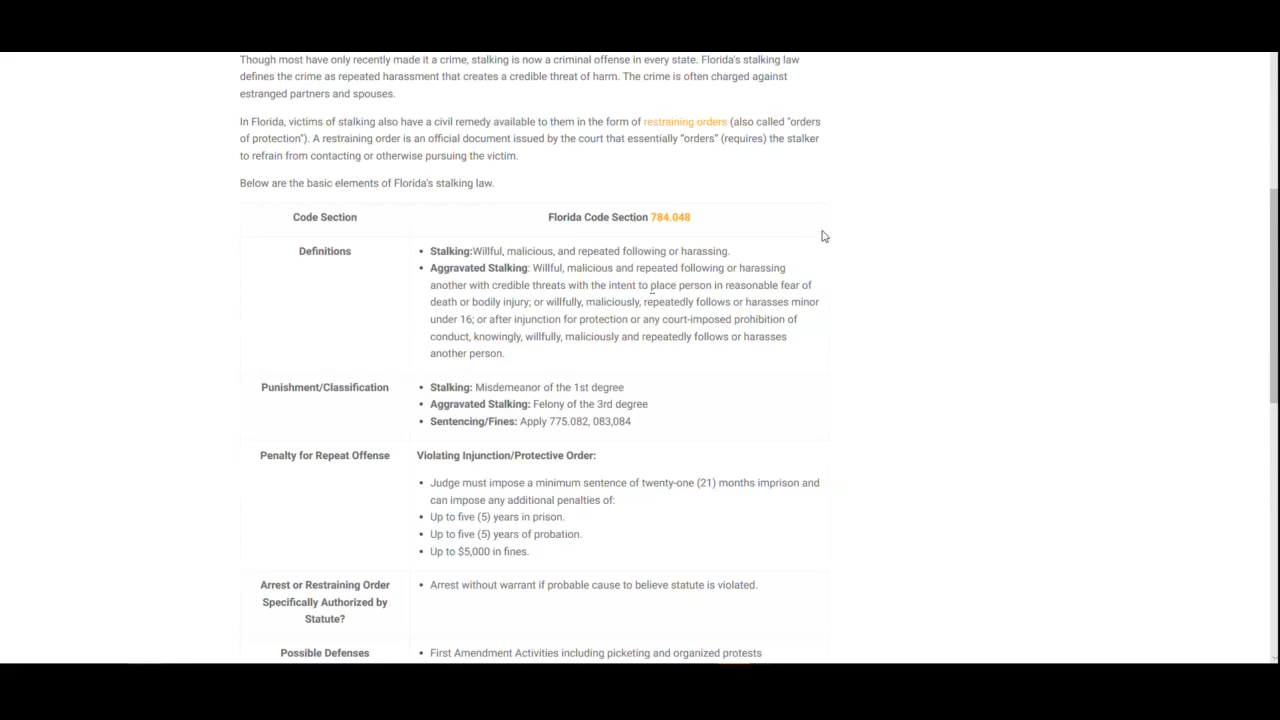 Though most have only recently made it a crime, stalking is now a criminal offense in every state. Florida's stalking law
defines the crime as repeated harassment that creates a credible threat of harm. The crime is often charged against
estranged partners and spouses.
In Florida, victims of stalking also have a civil remedy available to them in the form of restraining orders (also called "orders
of protection"). A restraining order is an official document issued by the court that essentially “orders” (requires) the stalker
to refrain from contacting or otherwise pursuing the victim.
Below are the basic elements of Florida's stalking law.
Code Section
Florida Code Section 784.048
Definitions
• Stalking:Willful, malicious, and repeated following or harassing.
• Aggravated Stalking: Willful, malicious and repeated following or harassing
another with credible threats with the intent to place person in reasonable fear of
death or bodily injury; or willfully, maliciously, repeatedly follows or harasses minor
under 16; or after injunction for protection or any court-imposed prohibition of
conduct, knowingly, willfully, maliciously and repeatedly follows or harasses
another person.
Punishment/Classification
• Stalking: Misdemeanor of the 1st degree
• Aggravated Stalking: Felony of the 3rd degree
• Sentencing/Fines: Apply 775.082, 083,084
Penalty for Repeat Offense
Violating Injunction/Protective Order:
• Judge must impose a minimum sentence of twenty-one (21) months imprison and
can impose any additional penalties of:
• Up to five (5) years in prison.
• Up to five (5) years of probation.
• Up to $5,000 in fines.
Arrest or Restraining Order
Specifically Authorized by
Statute?
• Arrest without warrant if probable cause to believe statute is violated.
Possible Defenses
• First Amendment Activities including picketing and organized protests